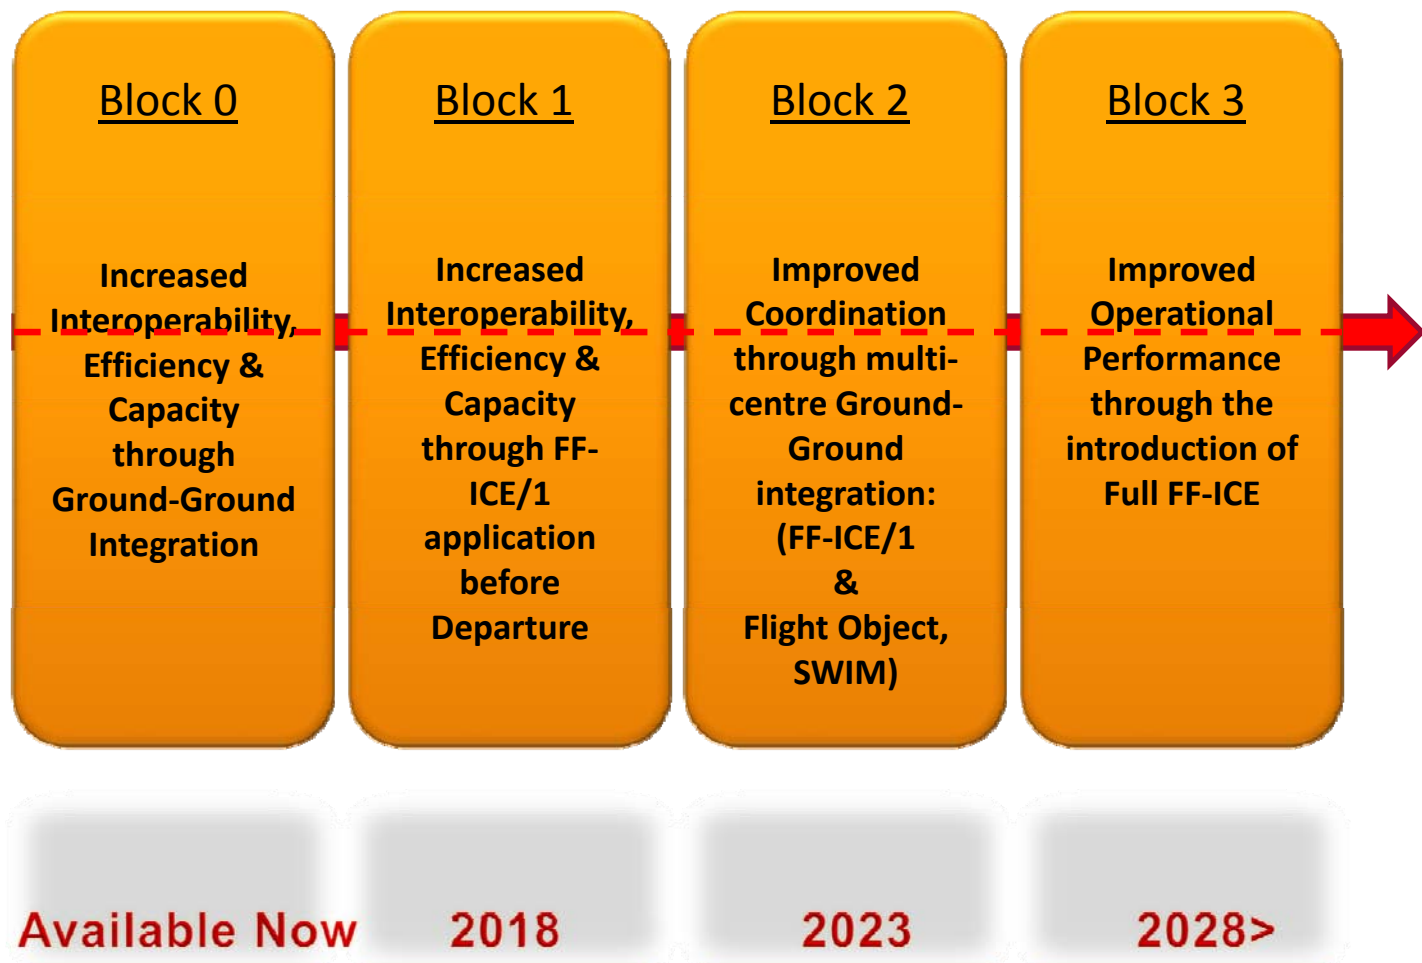 Block 0
Increased
Interoperability,
Efficiency &
Capacity
through
Ground-Ground
Integration
Block 1
Increased
Interoperability,
Efficiency &
Capacity
through FF-
ICE/1
application
before
Departure
Block 2
Improved
Coordination
through multi-
centre Ground-
Ground
integration:
(FF-ICE/1
&
Flight Object,
SWIM)
Block 3
Improved
Operational
Performance
through the
introduction of
Full FF-ICE
Available Now
2018
2023
2028>